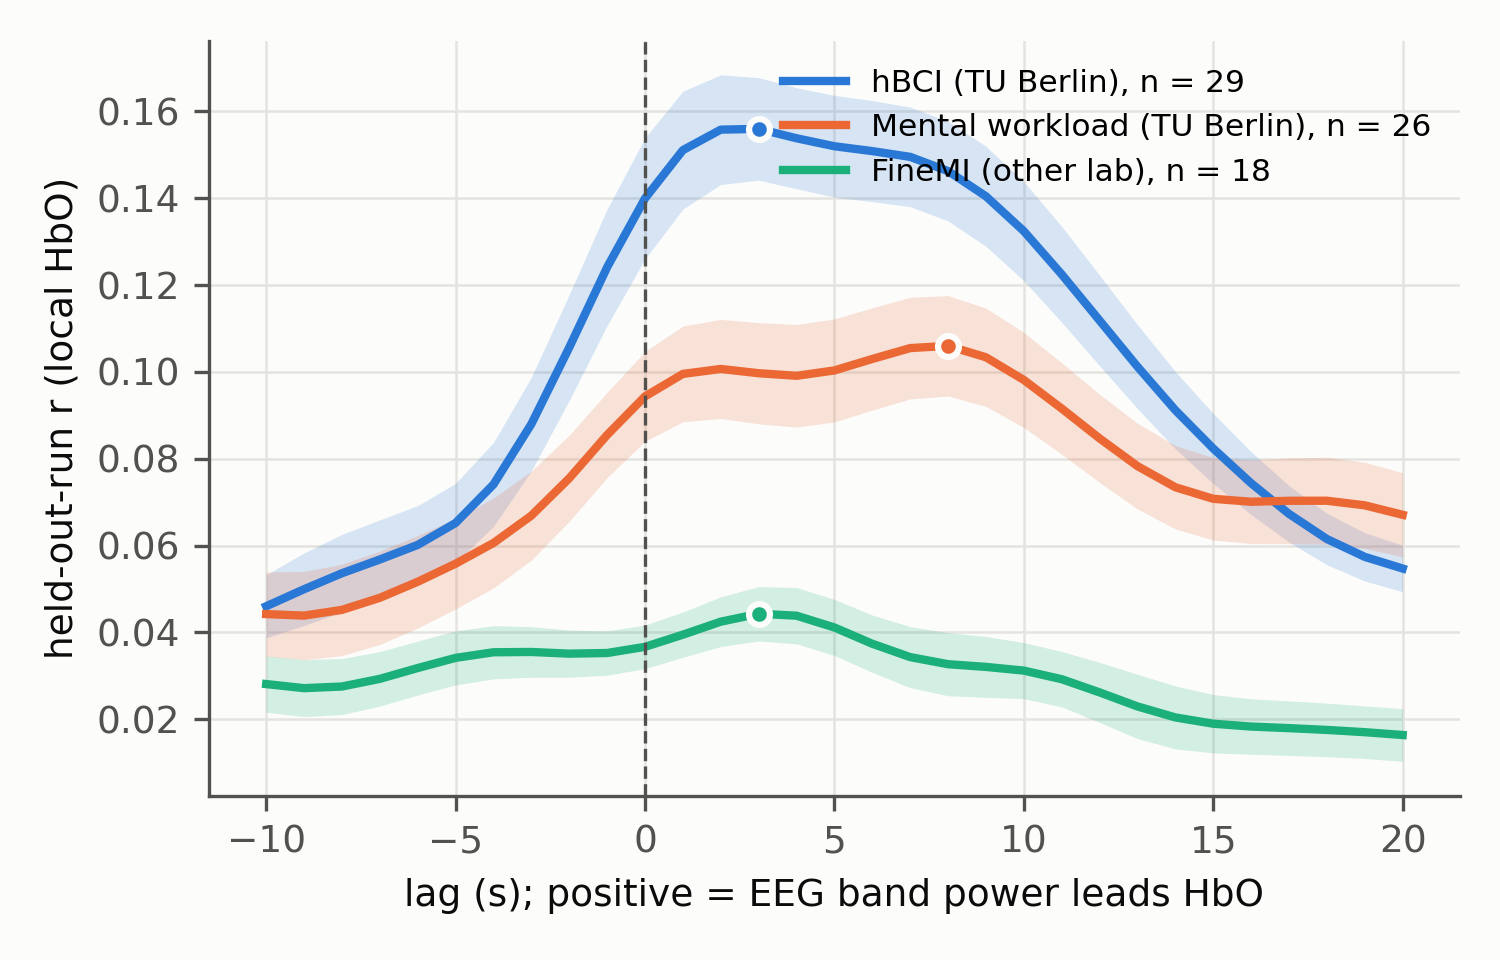 hBCI (TU Berlin), n = 29
Mental workload (TU Berlin), n = 26
FineMI (other lab), n = 18
held-out-run r (local HbO)
0.16
0.14
0.12
0.10
0.08
0.06
0.04
0.02
−10 −5 0 5 10 15 20
lag (s); positive = EEG band power leads HbO